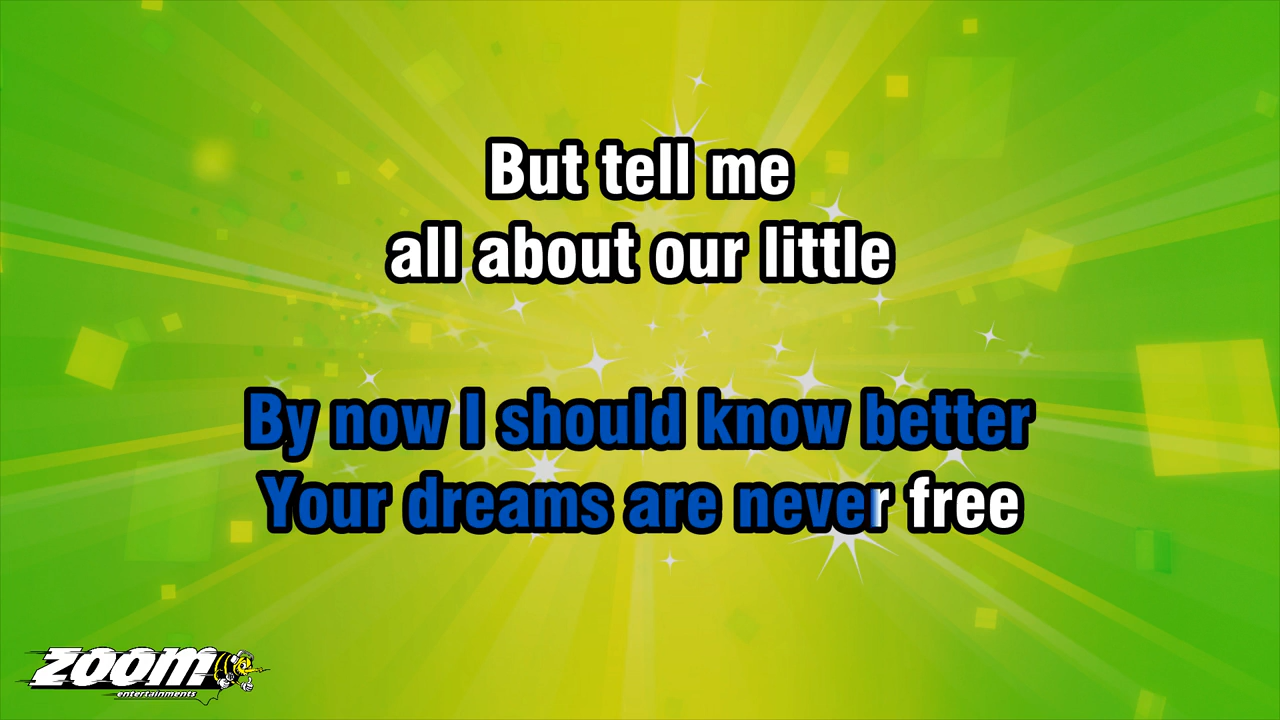 But tell me
all about our little
By now I should know better
Your dreams are never free
ZOOM
entertainments